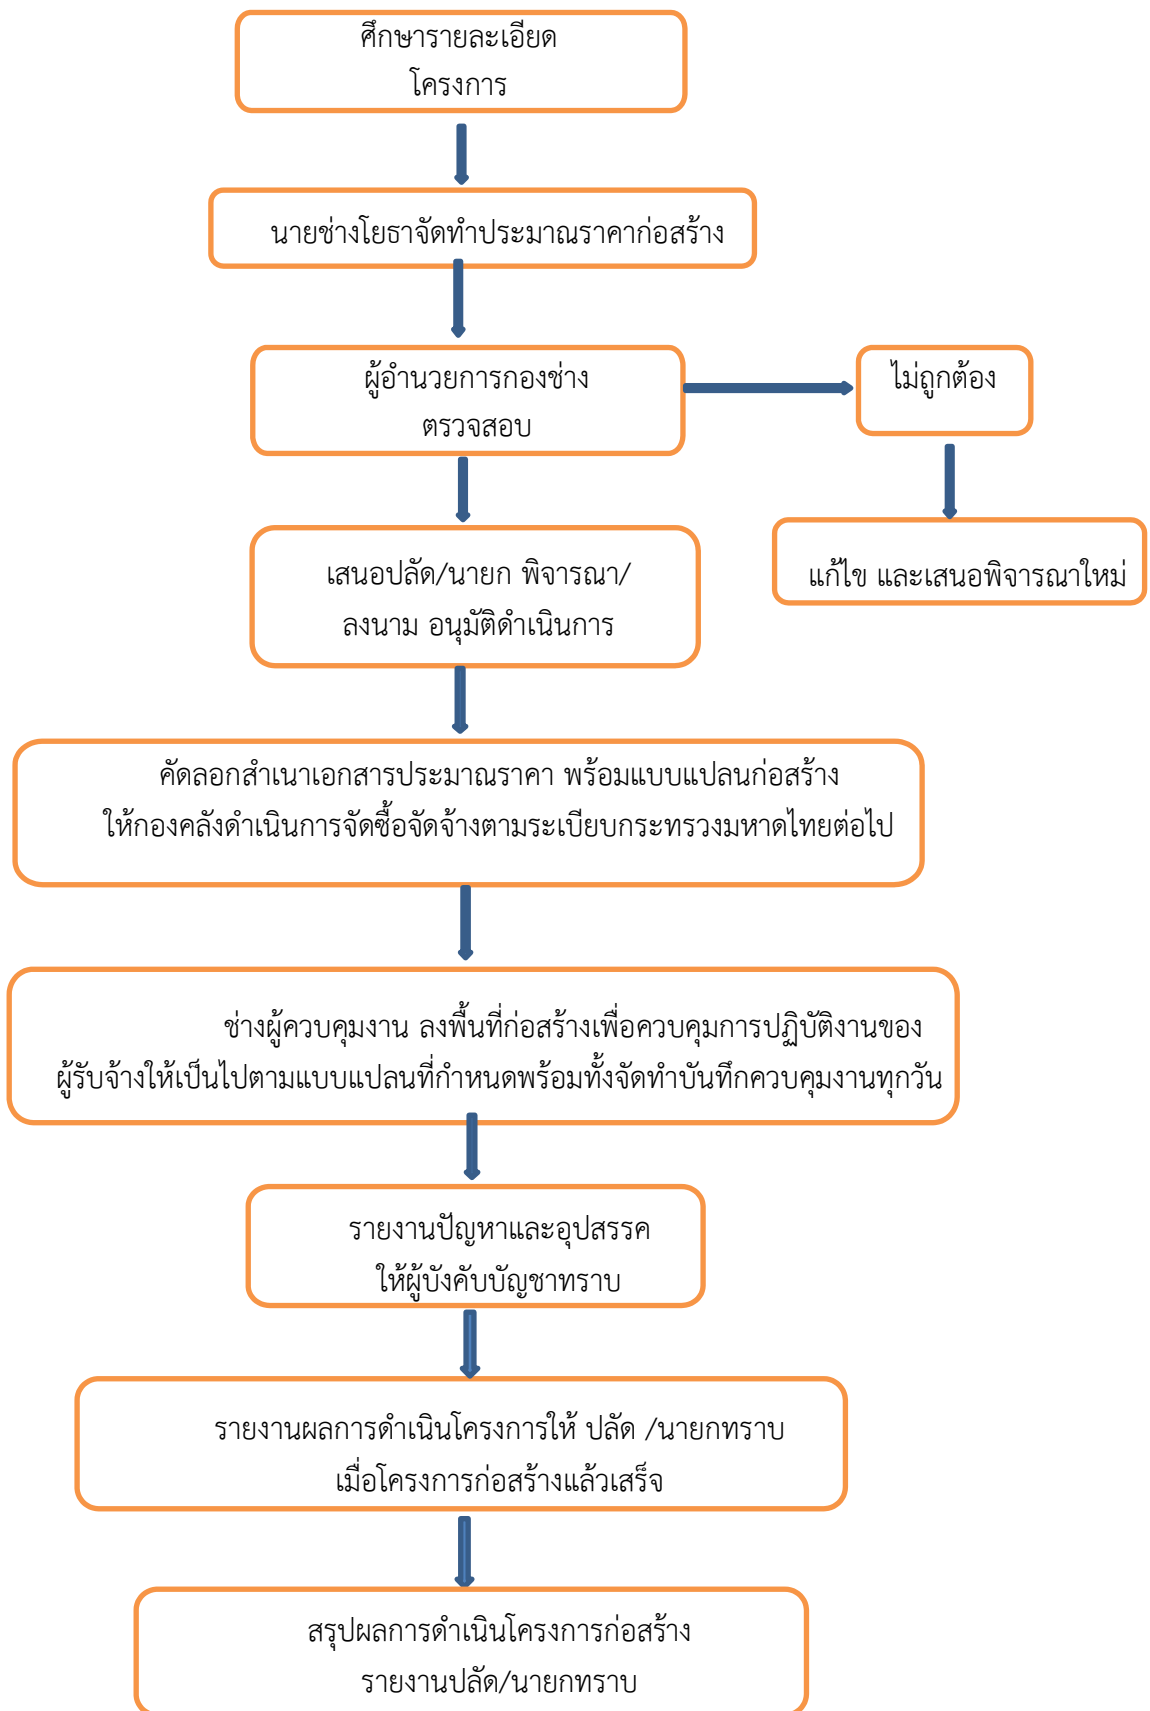 ศึกษารายละเอียด
โครงการ
นายช่างโยธาจัดทำประมาณราคาก่อสร้าง
ผู้อำนวยการกองช่าง
ตรวจสอบ
ไม่ถูกต้อง
เสนอปลัด/นายก พิจารณา/
ลงนาม อนุมัติดำเนินการ
แก้ไข และเสนอพิจารณาใหม่
คัดลอกสำเนาเอกสารประมาณราคา พร้อมแบบแปลนก่อสร้าง
ให้กองคลังดำเนินการจัดซื้อจัดจ้างตามระเบียบกระทรวงมหาดไทยต่อไป
ช่างผู้ควบคุมงาน ลงพื้นที่ก่อสร้างเพื่อควบคุมการปฏิบัติงานของ
ผู้รับจ้างให้เป็นไปตามแบบแปลนที่กำหนดพร้อมทั้งจัดทำบันทึกควบคุมงานทุกวัน
รายงานปัญหาและอุปสรรค
ให้ผู้บังคับบัญชาทราบ
รายงานผลการดำเนินโครงการให้ ปลัด /นายกทราบ
เมื่อโครงการก่อสร้างแล้วเสร็จ
สรุปผลการดำเนินโครงการก่อสร้าง
รายงานปลัด/นายกทราบ